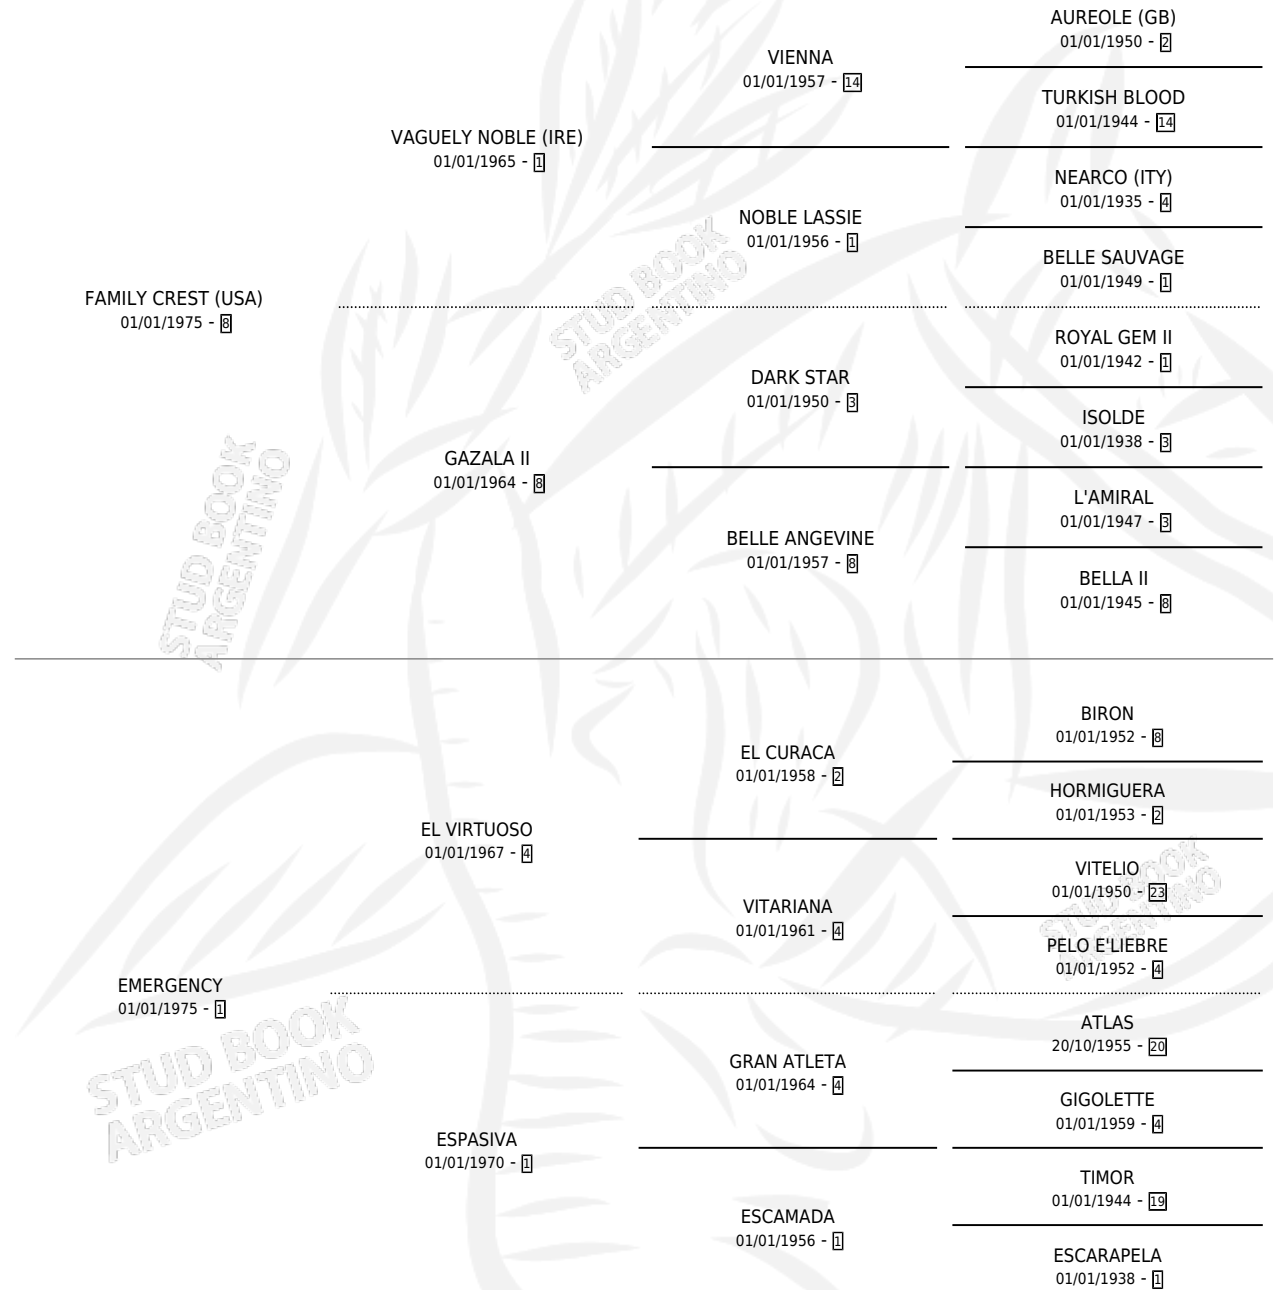 AUREOLE (GB)
01/01/1950 - 2
VIENNA
01/01/1957 - 14
TURKISH BLOOD
01/01/1944 - 14
VAGUELY NOBLE (IRE)
01/01/1965 - 1
NEARCO (ITY)
01/01/1935 - 4
NOBLE LASSIE
01/01/1956 - 1
BELLE SAUVAGE
01/01/1949 - 1
FAMILY CREST (USA)
01/01/1975 - 8
ROYAL GEM II
01/01/1942 - 1
DARK STAR
01/01/1950 - 3
ISOLDE
01/01/1938 - 3
GAZALA II
01/01/1964 - 8
L'AMIRAL
01/01/1947 - 3
BELLE ANGEVINE
01/01/1957 - 8
BELLA II
01/01/1945 - 8
BIRON
01/01/1952 - 8
EL CURACA
01/01/1958 - 2
HORMIGUERA
01/01/1953 - 2
EL VIRTUOSO
01/01/1967 - 4
VITELIO
01/01/1950 - 23
VITARIANA
01/01/1961 - 4
PELO E'LIEBRE
01/01/1952 - 4
EMERGENCY
01/01/1975 - 1
ATLAS
20/10/1955 - 20
GRAN ATLETA
01/01/1964 - 4
GIGOLETTE
01/01/1959 - 4
ESPASIVA
01/01/1970 - 1
TIMOR
01/01/1944 - 19
ESCAMADA
01/01/1956 - 1
ESCARAPELA
01/01/1938 - 1
STUD BOOK
ARGENTINO
STUD BOOK
ARGENTINO
STUD BOOK
ARGENTINO
STUD BOOK
ARGENTINO